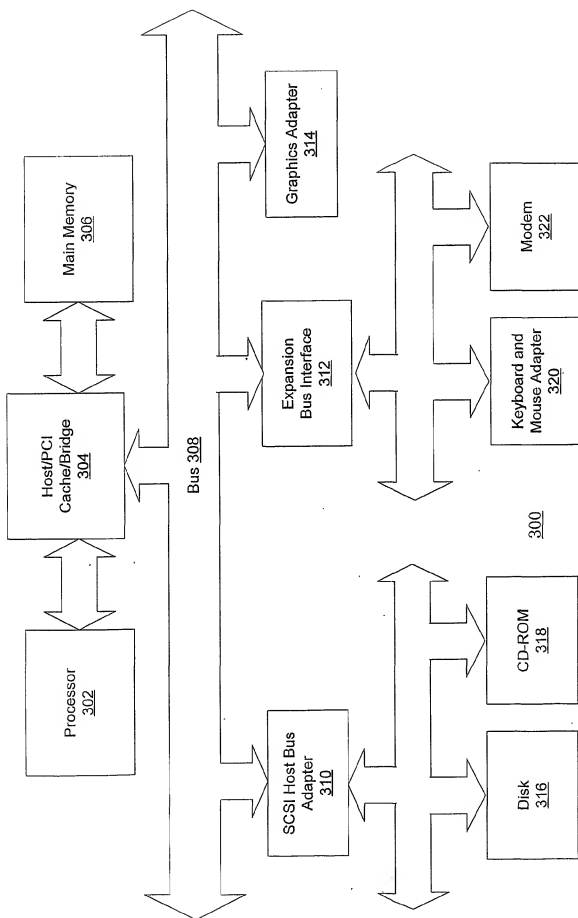 Processor
302
Host/PCI
Cache/Bridge
304
Main Memory
306
Bus 308
SCSI Host Bus
Adapter
310
Expansion
Bus Interface
312
Graphics Adapter
314
Disk
316
CD-ROM
318
300
Keyboard and
Mouse Adapter
320
Modem
322